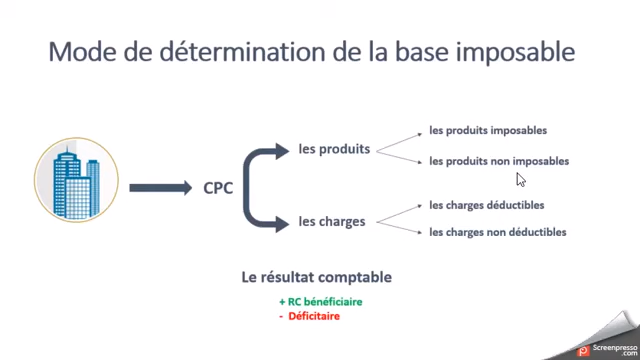 Mode de détermination de la base imposable
les produits imposables
les produits
les produits non imposables
CPC
les charges déductibles
les charges
les charges non déductibles
Le résultat comptable
+ RC bénéficiaire
- Déficitaire
Screenpresso
.com